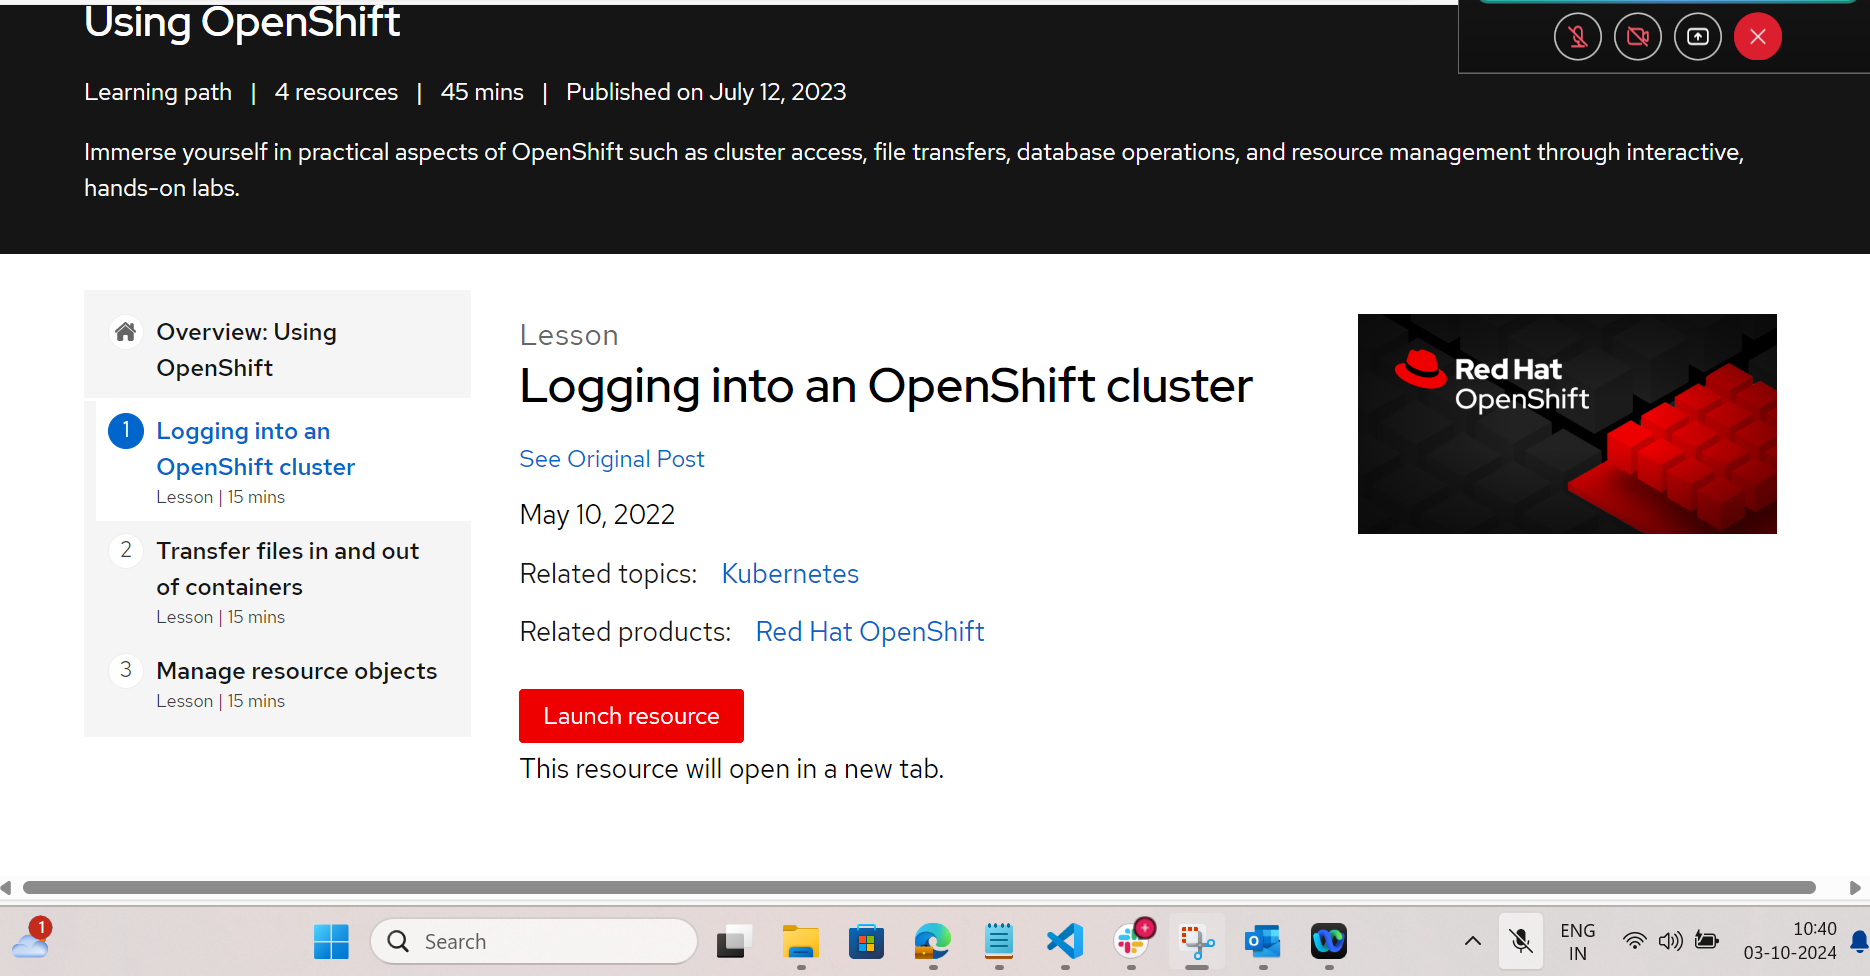 Using OpenShift
Learning path | 4 resources | 45 mins | Published on July 12, 2023
Immerse yourself in practical aspects of OpenShift such as cluster access, file transfers, database operations, and resource management through interactive,
hands-on labs.
Overview: Using
OpenShift
1 Logging into an
OpenShift cluster
Lesson | 15 mins
2 Transfer files in and out
of containers
Lesson | 15 mins
3 Manage resource objects
Lesson | 15 mins
Lesson
Logging into an OpenShift cluster
See Original Post
May 10, 2022
Related topics: Kubernetes
Related products: Red Hat OpenShift
Launch resource
This resource will open in a new tab.
Red Hat
OpenShift
1
Search
ENG
IN
10:40
03-10-2024